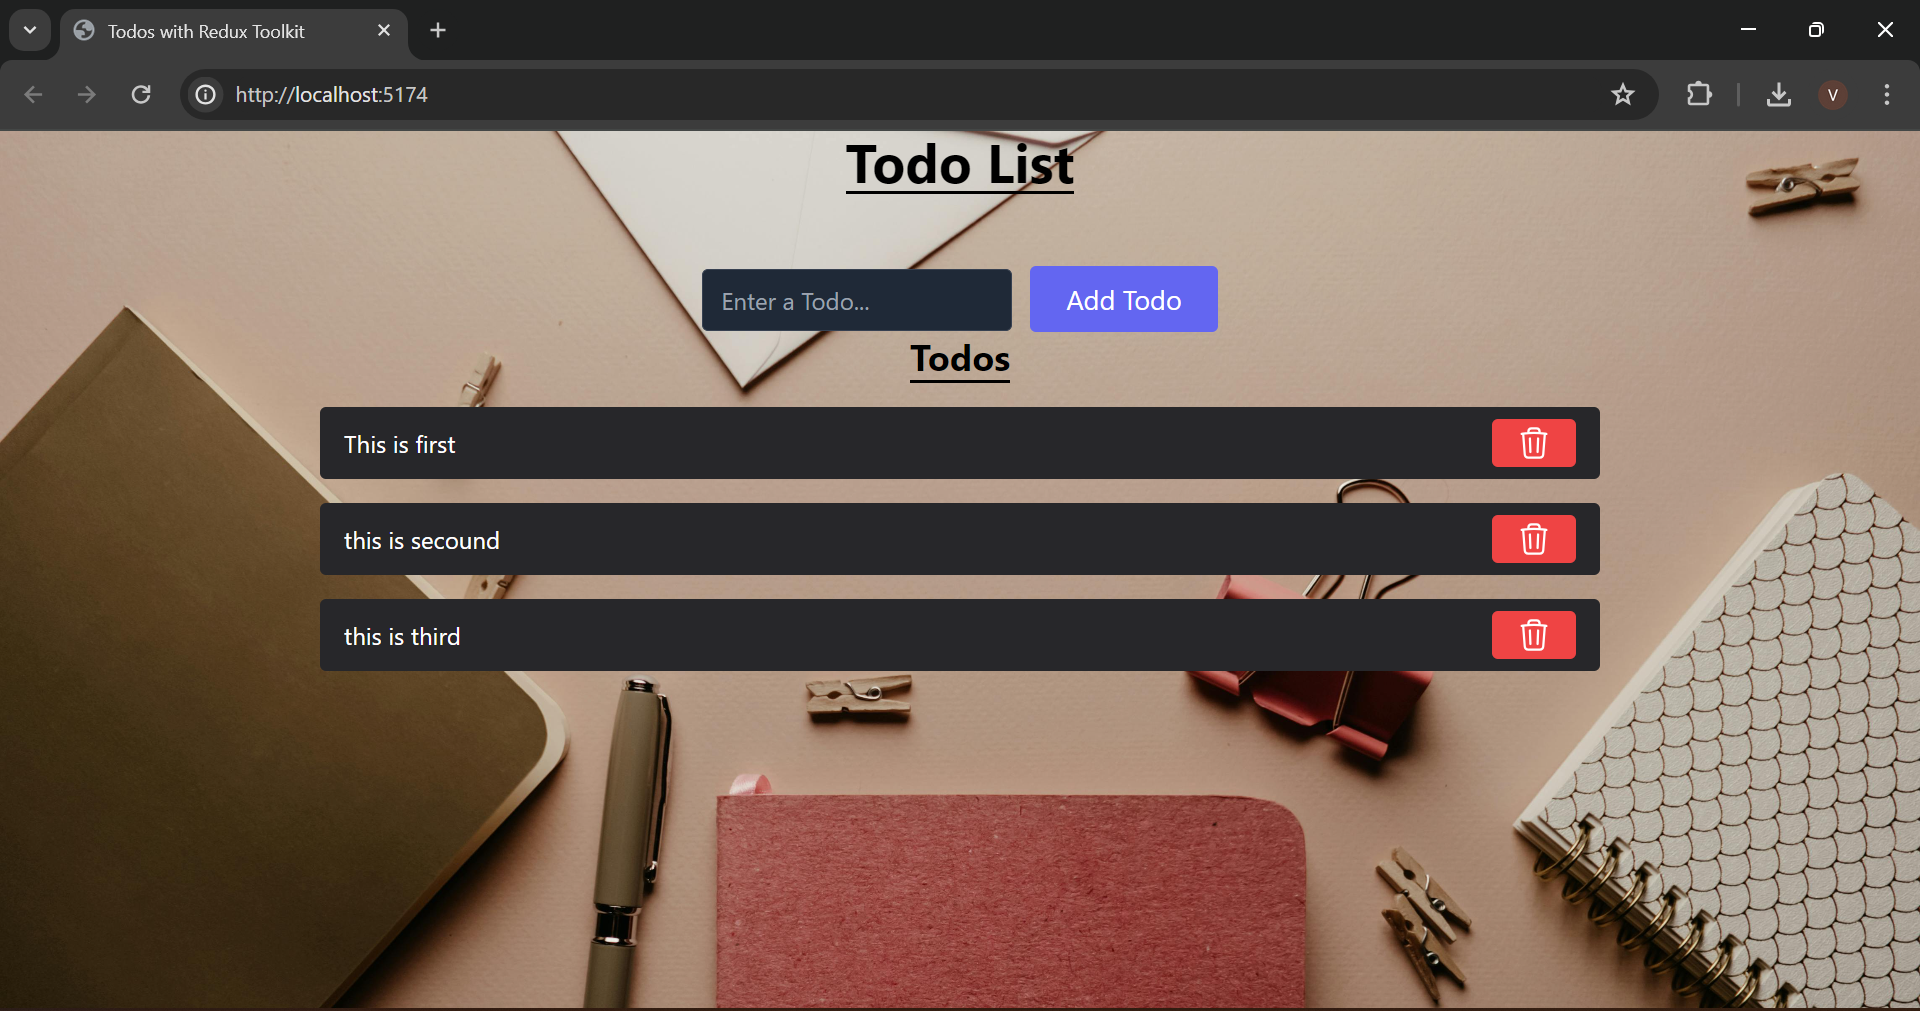 Todos with Redux Toolkit
http://localhost:5174
V
Todo List
Enter a Todo...
Add Todo
Todos
This is first
this is secound
this is third